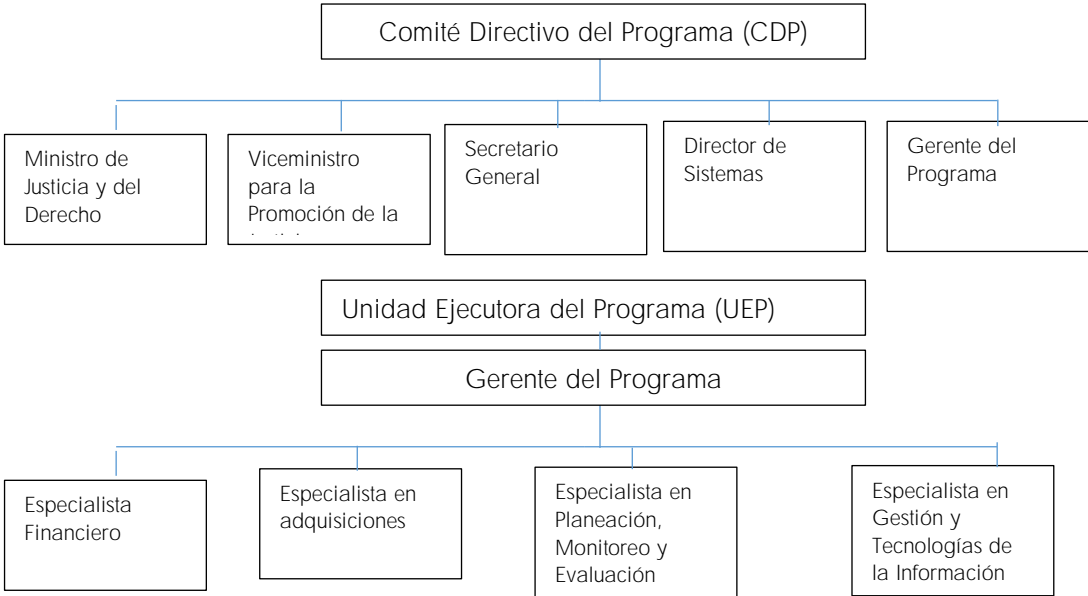 Comité Directivo del Programa (CDP)
Ministro de
Justicia y del
Derecho
Viceministro
para la
Promoción de la
Secretario
General
Director de
Sistemas
Gerente del
Programa
Unidad Ejecutora del Programa (UEP)
Gerente del Programa
Especialista
Financiero
Especialista en
adquisiciones
Especialista en
Planeación,
Monitoreo y
Evaluación
Especialista en
Gestión y
Tecnologías de
la Información